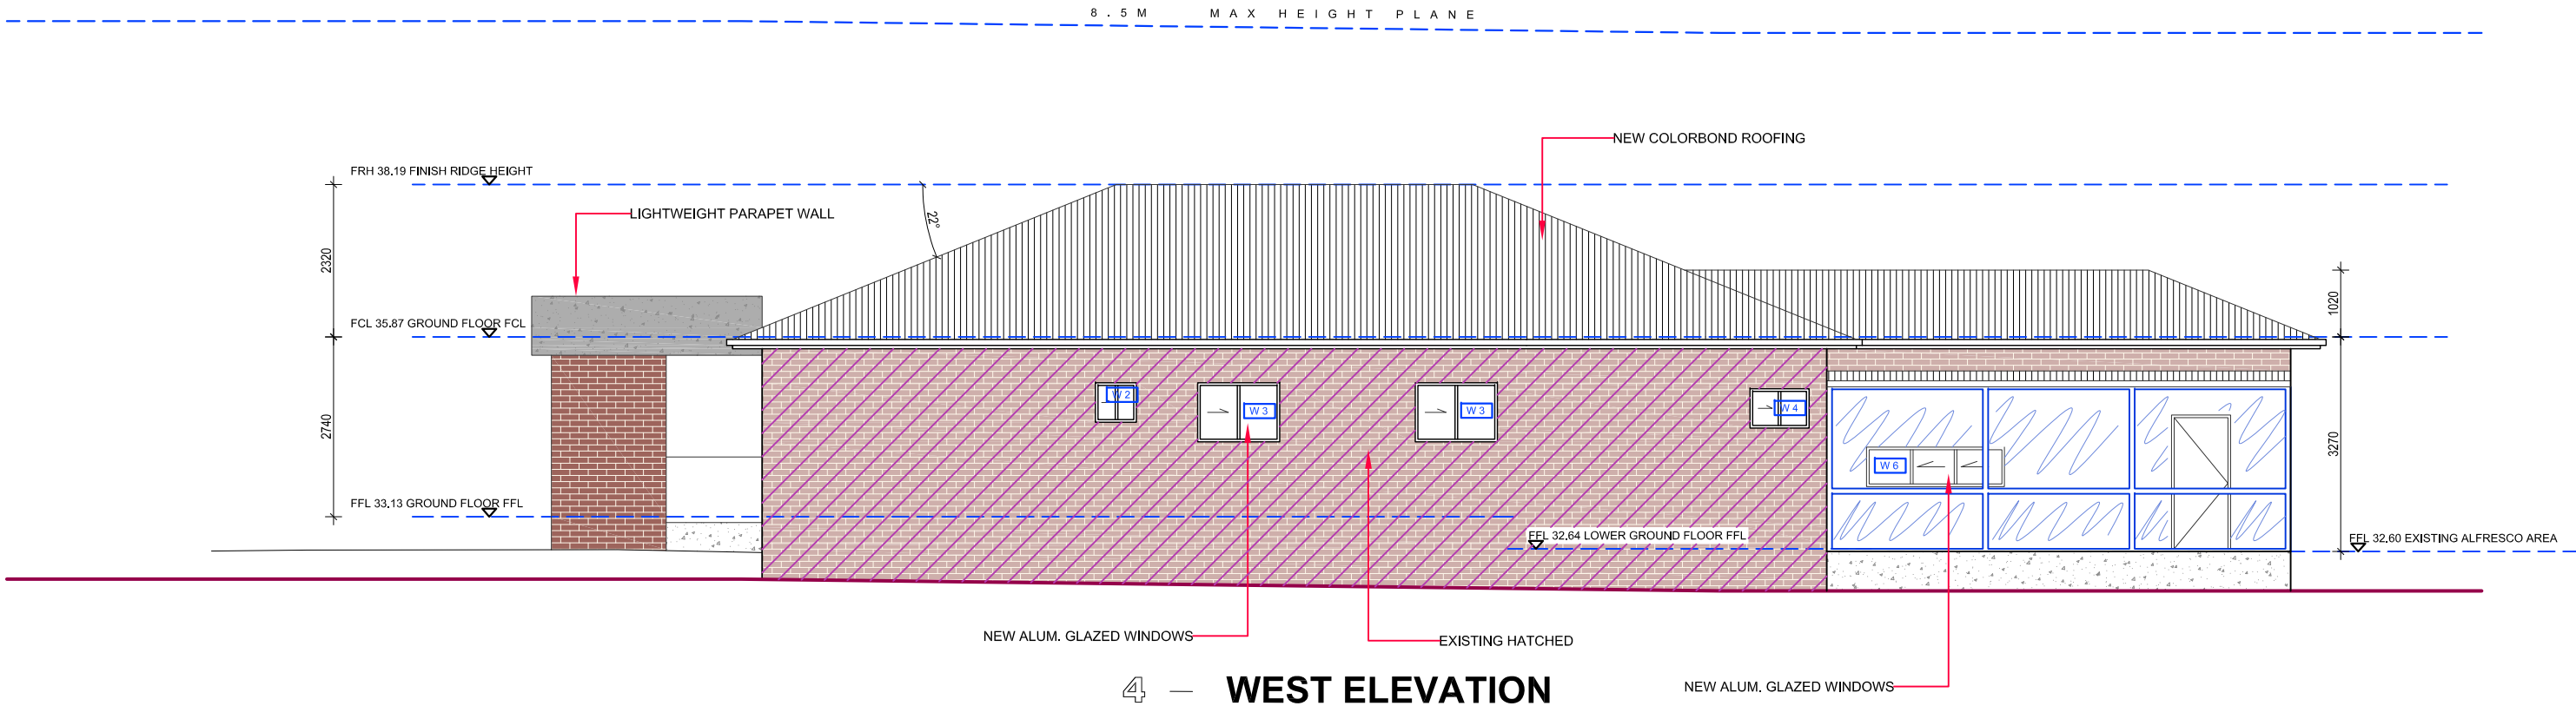 8.5M MAX HEIGHT PLANE
NEW COLORBOND ROOFING
FRH 38.19 FINISH RIDGE HEIGHT
LIGHTWEIGHT PARAPET WALL
22°
2320
1020
FCL 35.87 GROUND FLOOR FCL
W 2
W 3
W 3
W 4
2740
3270
W 6
FFL 33.13 GROUND FLOOR FFL
FFL 32.64 LOWER GROUND FLOOR FFL
FFL 32.60 EXISTING ALFRESCO AREA
NEW ALUM. GLAZED WINDOWS
EXISTING HATCHED
NEW ALUM. GLAZED WINDOWS
4 — WEST ELEVATION